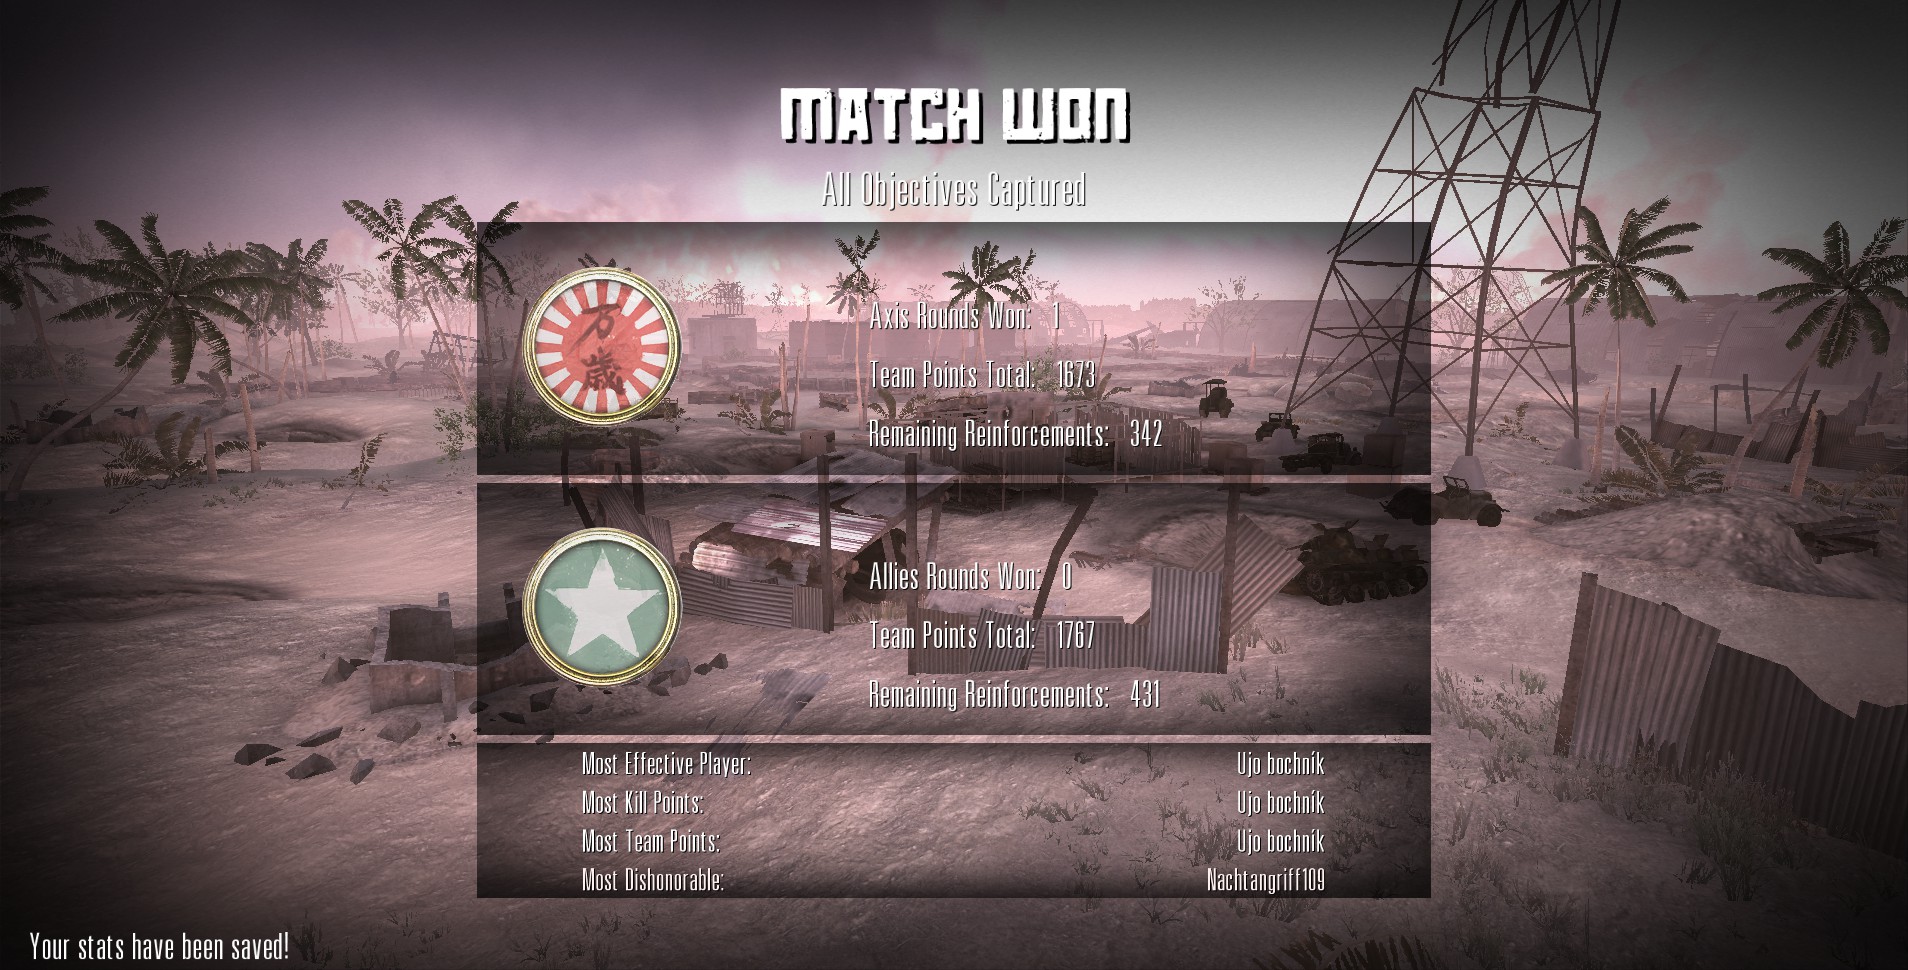 MATCH WON
All Objectives Captured
万
歳
Axis Rounds Won: 1
Team Points Total: 1673
Remaining Reinforcements: 342
Allies Rounds Won: 0
Team Points Total: 1767
Remaining Reinforcements: 431
Most Effective Player: Ujo bochník
Most Kill Points: Ujo bochník
Most Team Points: Ujo bochník
Most Dishonorable: Nachtangriff109
Your stats have been saved!